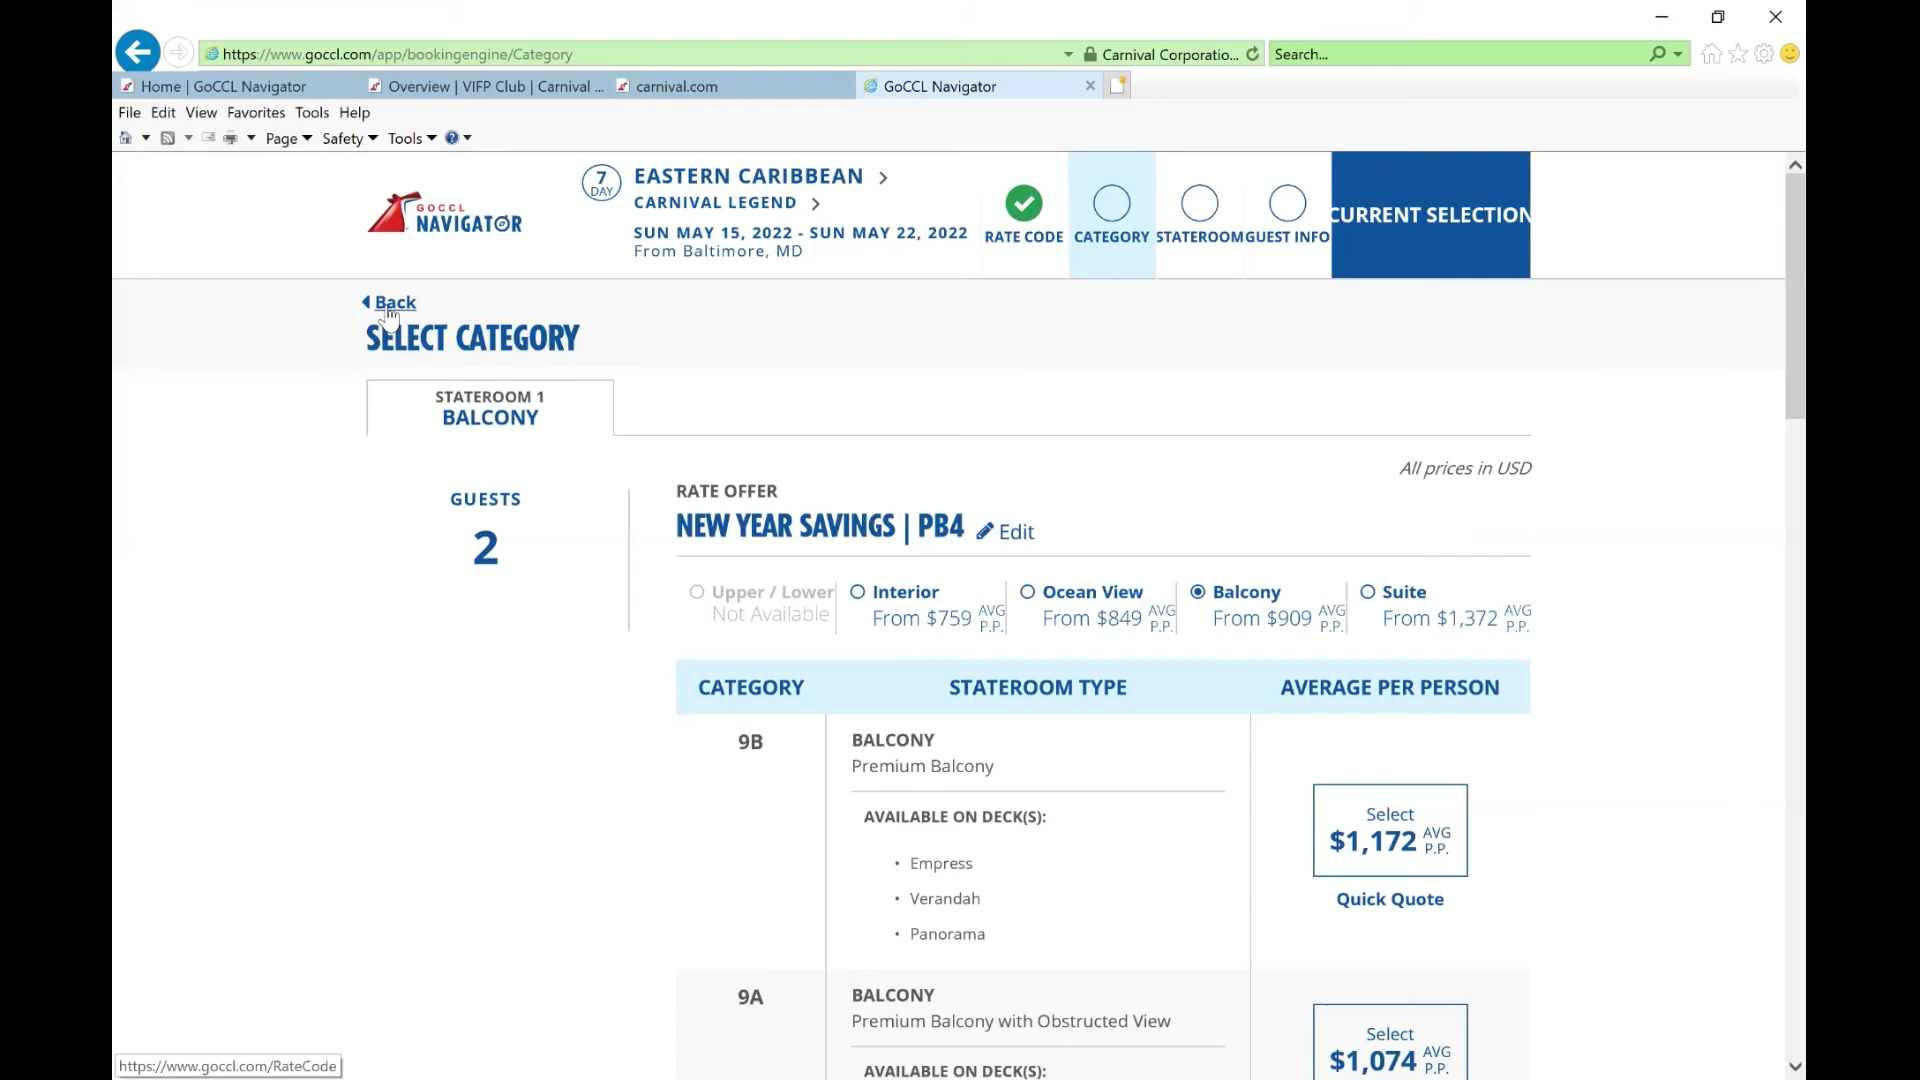 https://www.goccl.com/app/bookingengine/Category
Carnival Corporatio...
Search...
Home | GoCCL Navigator
Overview | VIFP Club | Carnival ...
carnival.com
GoCCL Navigator
File Edit View Favorites Tools Help
Page Safety Tools
GOCCL
NAVIGATOR
7
DAY
EASTERN CARIBBEAN
CARNIVAL LEGEND
SUN MAY 15, 2022 - SUN MAY 22, 2022
From Baltimore, MD
RATE CODE
CATEGORY
STATEROOM
GUEST INFO
CURRENT SELECTION
Back
SELECT CATEGORY
STATEROOM 1
BALCONY
All prices in USD
GUESTS
2
RATE OFFER
NEW YEAR SAVINGS | PB4 Edit
Upper / Lower
Not Available
Interior
From $759 AVG P.P.
Ocean View
From $849 AVG P.P.
Balcony
From $909 AVG P.P.
Suite
From $1,372 AVG P.P.
CATEGORY STATEROOM TYPE AVERAGE PER PERSON
9B
BALCONY
Premium Balcony
AVAILABLE ON DECK(S):
• Empress
• Verandah
• Panorama
Select
$1,172 AVG P.P.
Quick Quote
9A
BALCONY
Premium Balcony with Obstructed View
AVAILABLE ON DECK(S):
Select
$1,074 AVG P.P.
https://www.goccl.com/RateCode